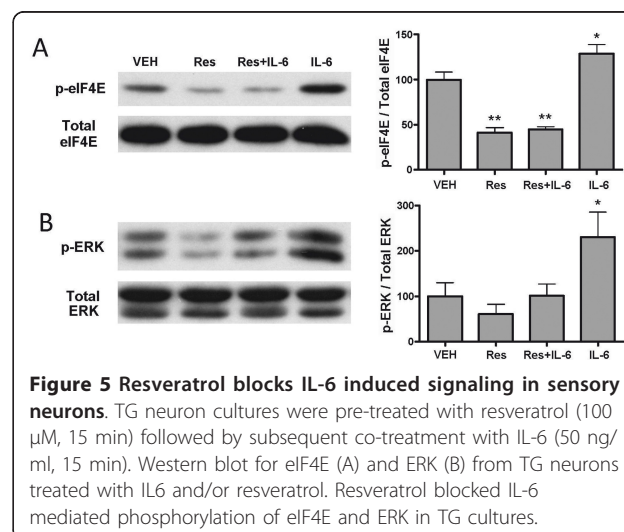 A
VEH Res Res+IL-6 IL-6
p-eIF4E
Total
eIF4E
p-eIF4E / Total eIF4E
150
100
50
0
**
**
*
VEH Res Res+IL-6 IL-6
B
p-ERK
Total
ERK
p-ERK / Total ERK
300
200
100
0
*
VEH Res Res+IL-6 IL-6
Figure 5 Resveratrol blocks IL-6 induced signaling in sensory
neurons. TG neuron cultures were pre-treated with resveratrol (100
μM, 15 min) followed by subsequent co-treatment with IL-6 (50 ng/
ml, 15 min). Western blot for eIF4E (A) and ERK (B) from TG neurons
treated with IL6 and/or resveratrol. Resveratrol blocked IL-6
mediated phosphorylation of eIF4E and ERK in TG cultures.